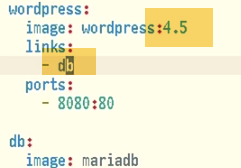 wordpress:
  image: wordpress:4.5
  links:
    - db
  ports:
    - 8080:80

db:
  image: mariadb